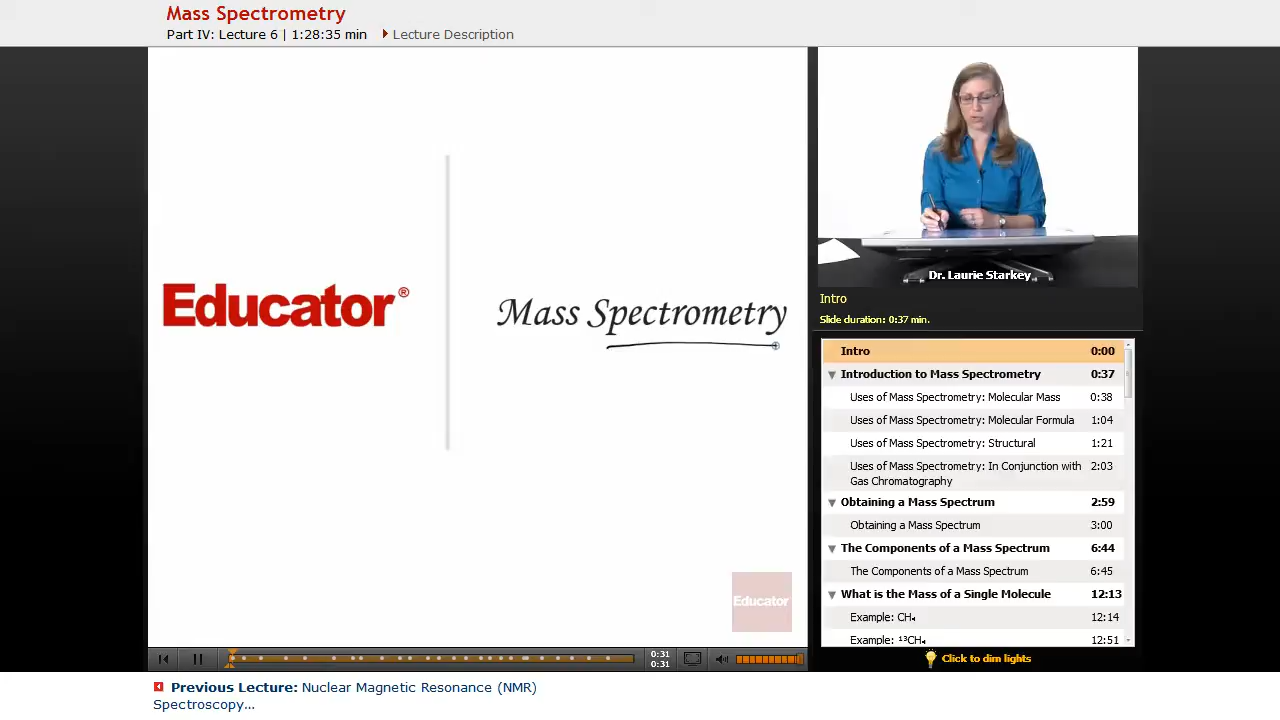 Mass Spectrometry
Part IV: Lecture 6 | 1:28:35 min Lecture Description
Educator®
Mass Spectrometry
Educator
Dr. Laurie Starkey
Intro
Slide duration: 0:37 min.
Intro 0:00
Introduction to Mass Spectrometry 0:37
Uses of Mass Spectrometry: Molecular Mass 0:38
Uses of Mass Spectrometry: Molecular Formula 1:04
Uses of Mass Spectrometry: Structural 1:21
Uses of Mass Spectrometry: In Conjunction with 2:03
Gas Chromatography
Obtaining a Mass Spectrum 2:59
Obtaining a Mass Spectrum 3:00
The Components of a Mass Spectrum 6:44
The Components of a Mass Spectrum 6:45
What is the Mass of a Single Molecule 12:13
Example: CH₄ 12:14
Example: ¹³CH₄ 12:51
0:31
0:31
Click to dim lights
Previous Lecture: Nuclear Magnetic Resonance (NMR)
Spectroscopy...